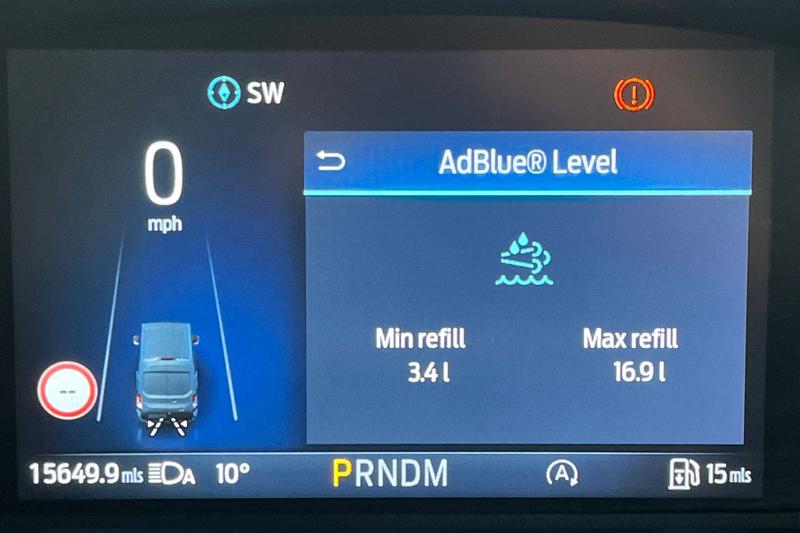 SW
0
mph
AdBlue® Level
Min refill
3.4 l
Max refill
16.9 l
--
15649.9 mls
A
10°
PRNDM
A
15 mls